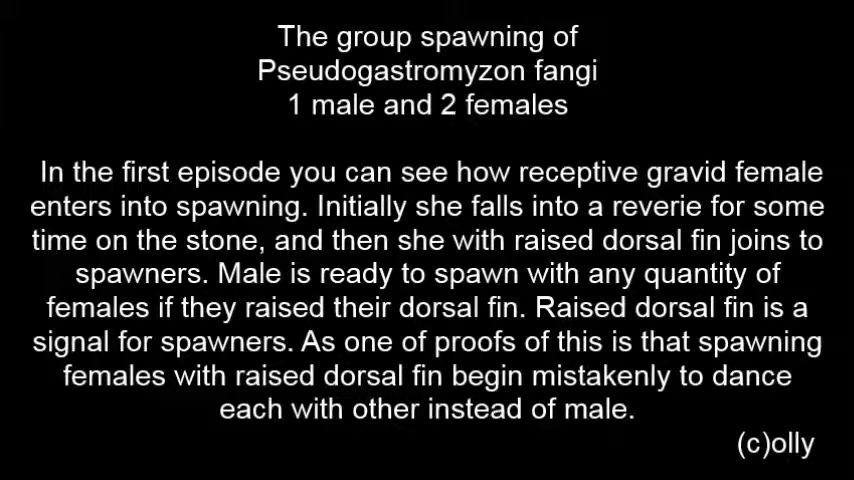 The group spawning of
Pseudogastromyzon fangi
1 male and 2 females
In the first episode you can see how receptive gravid female
enters into spawning. Initially she falls into a reverie for some
time on the stone, and then she with raised dorsal fin joins to
spawners. Male is ready to spawn with any quantity of
females if they raised their dorsal fin. Raised dorsal fin is a
signal for spawners. As one of proofs of this is that spawning
females with raised dorsal fin begin mistakenly to dance
each with other instead of male.
(c)olly